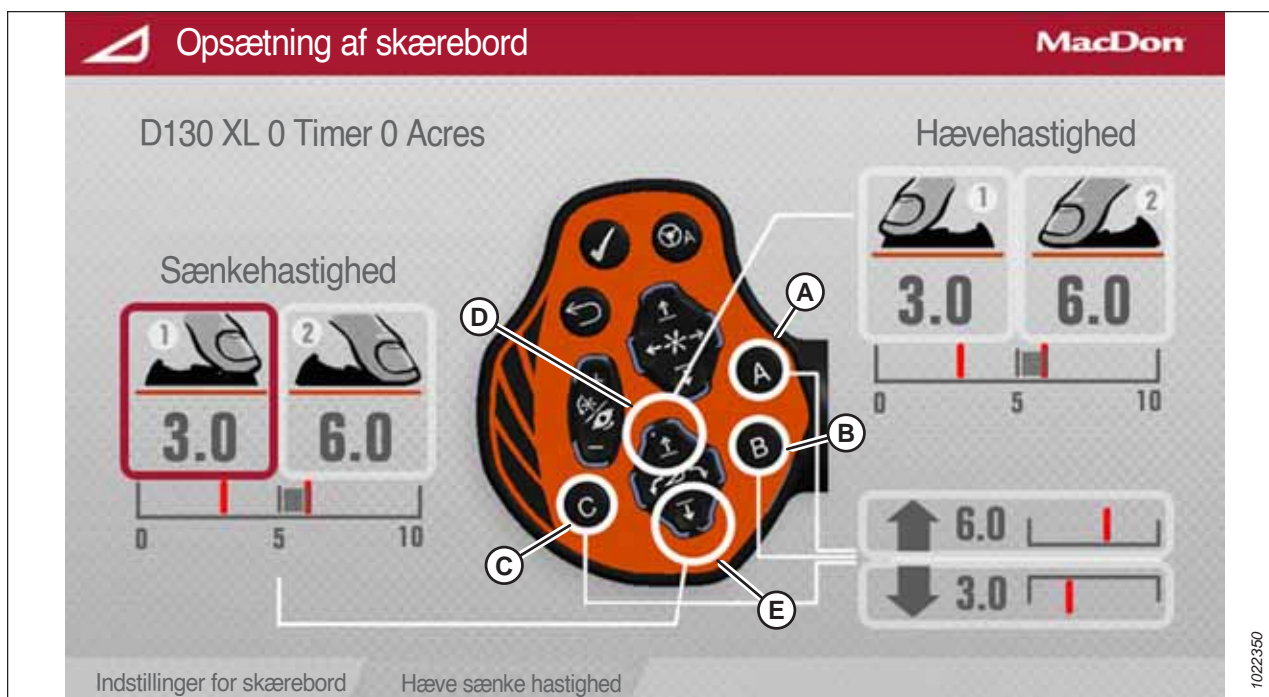 Opsætning af skærebord
MacDon
D130 XL 0 Timer 0 Acres
Hævehastighed
1
2
3.0
6.0
0
5
10
Sænkehastighed
1
2
3.0
6.0
0
5
10
A
A
B
B
C
C
D
E
A
+
−
6.0
3.0
Indstillinger for skærebord
Hæve sænke hastighed
1022350